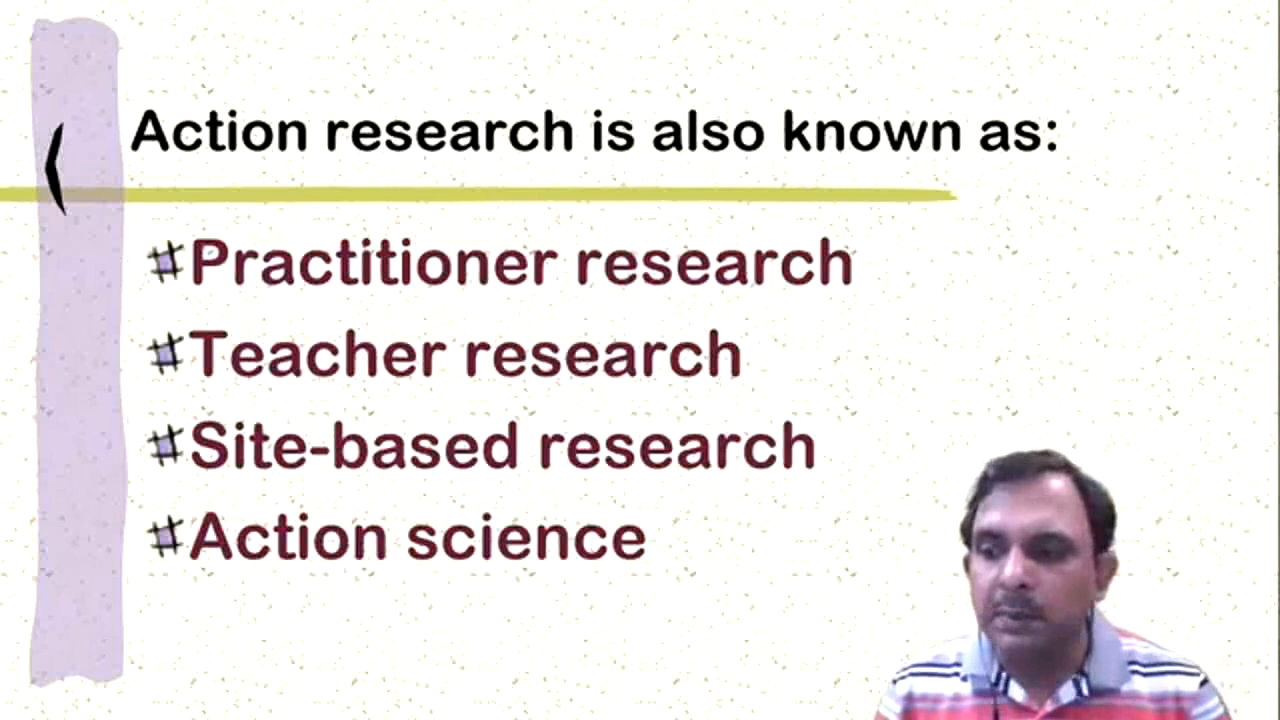 Action research is also known as:
Practitioner research
Teacher research
Site-based research
Action science